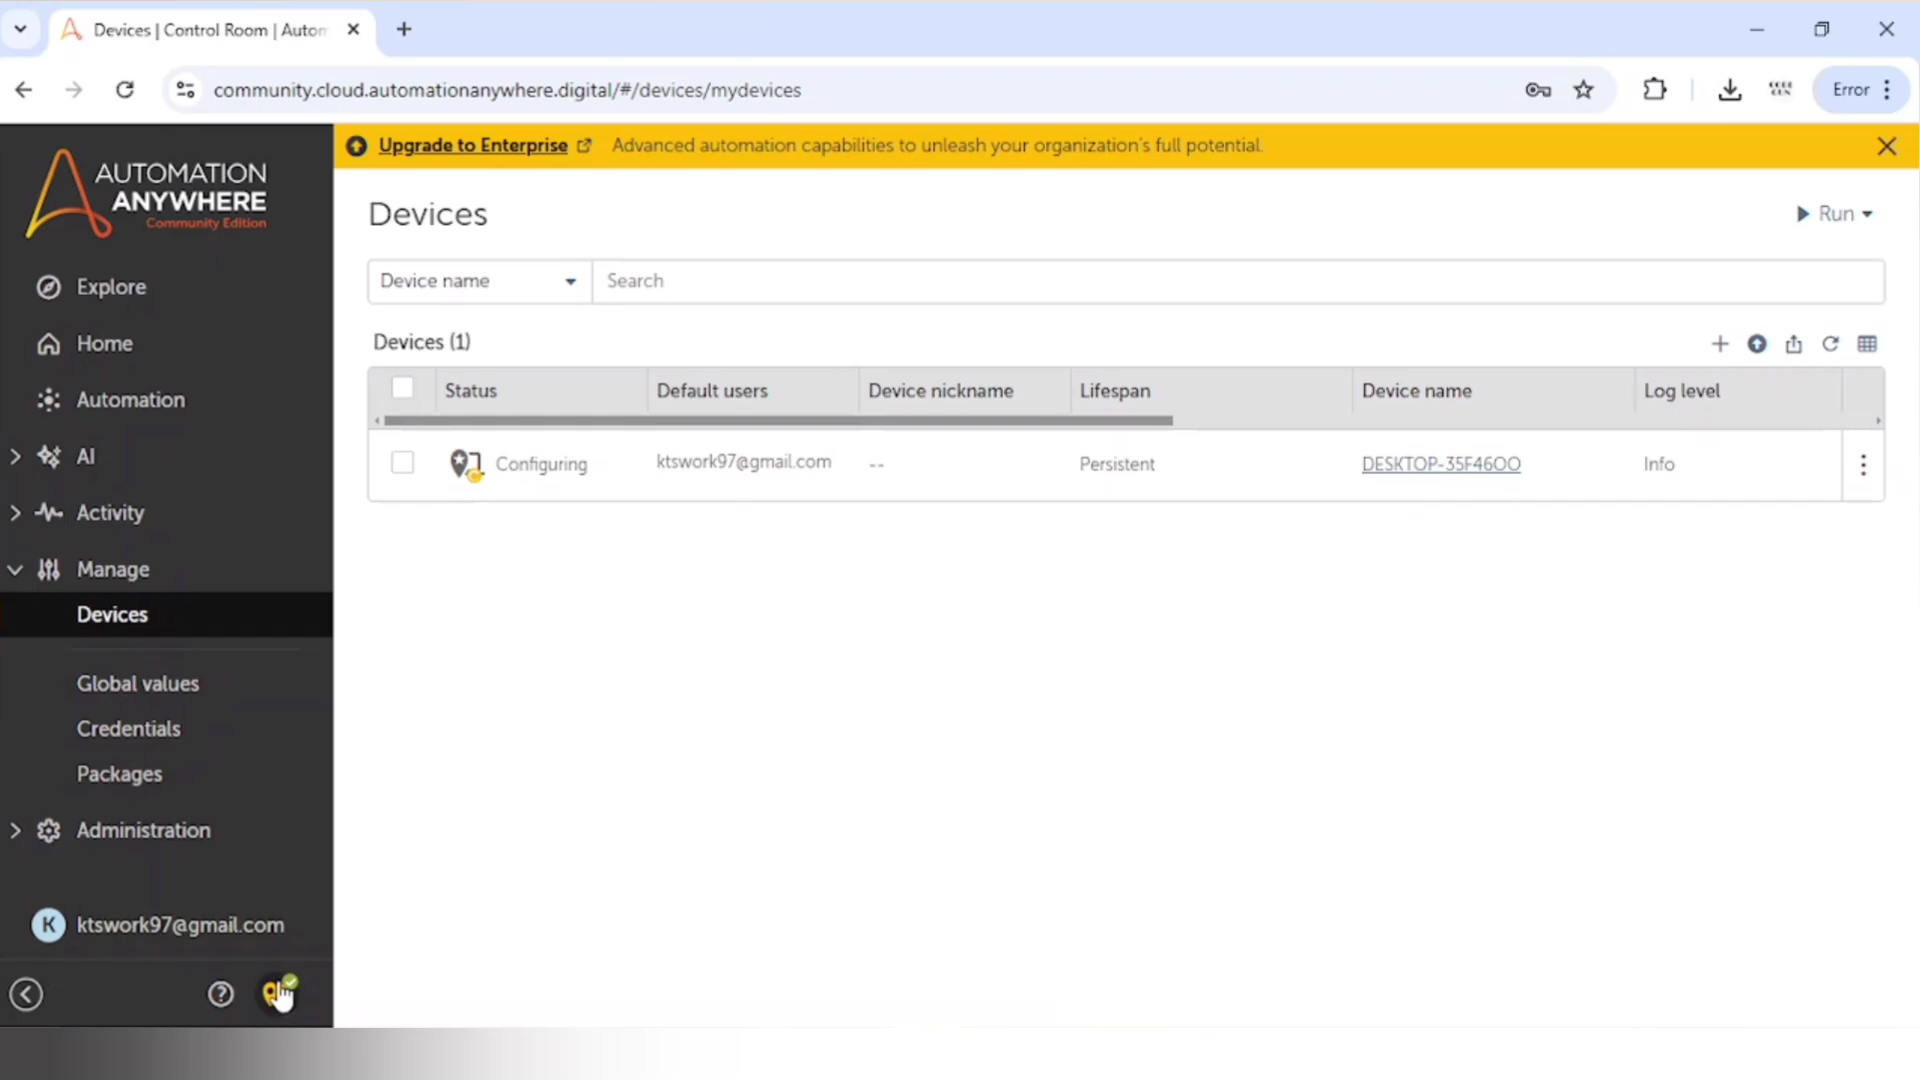 Devices | Control Room | Autom
community.cloud.automationanywhere.digital/#/devices/mydevices
Error
AUTOMATION
ANYWHERE
Community Edition
Upgrade to Enterprise Advanced automation capabilities to unleash your organization's full potential.
Devices
Run
Device name
Search
Devices (1)
Status Default users Device nickname Lifespan Device name Log level
Configuring ktswork97@gmail.com -- Persistent DESKTOP-35F46OO Info
Explore
Home
Automation
AI
Activity
Manage
Devices
Global values
Credentials
Packages
Administration
K ktswork97@gmail.com